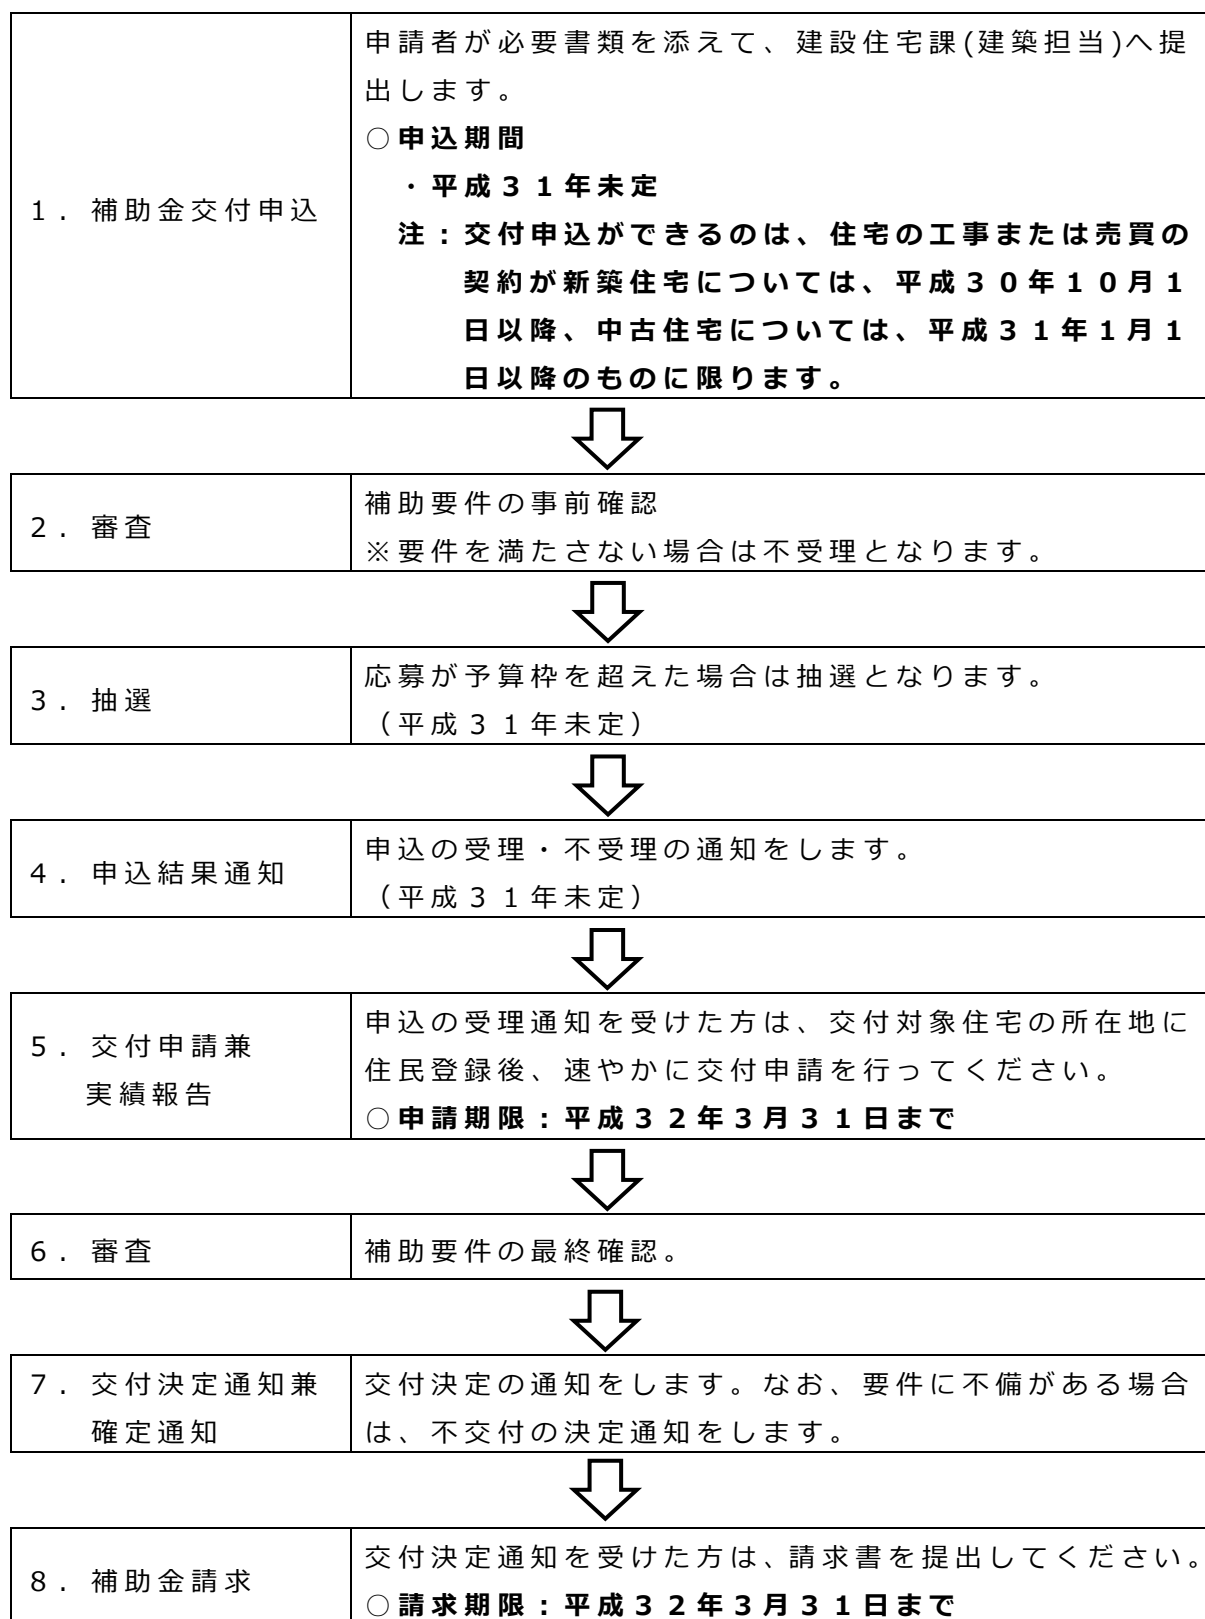 １．補助金交付申込
申請者が必要書類を添えて、建設住宅課(建築担当)へ提
出します。
○申込期間
・平成３１年未定
注：交付申込ができるのは、住宅の工事または売買の
契約が新築住宅については、平成３０年１０月１
日以降、中古住宅については、平成３１年１月１
日以降のものに限ります。
２．審査
補助要件の事前確認
※要件を満たさない場合は不受理となります。
３．抽選
応募が予算枠を超えた場合は抽選となります。
（平成３１年未定）
４．申込結果通知
申込の受理・不受理の通知をします。
（平成３１年未定）
５．交付申請兼
実績報告
申込の受理通知を受けた方は、交付対象住宅の所在地に
住民登録後、速やかに交付申請を行ってください。
○申請期限：平成３２年３月３１日まで
６．審査
補助要件の最終確認。
７．交付決定通知兼
確定通知
交付決定の通知をします。なお、要件に不備がある場合
は、不交付の決定通知をします。
８．補助金請求
交付決定通知を受けた方は、請求書を提出してください。
○請求期限：平成３２年３月３１日まで